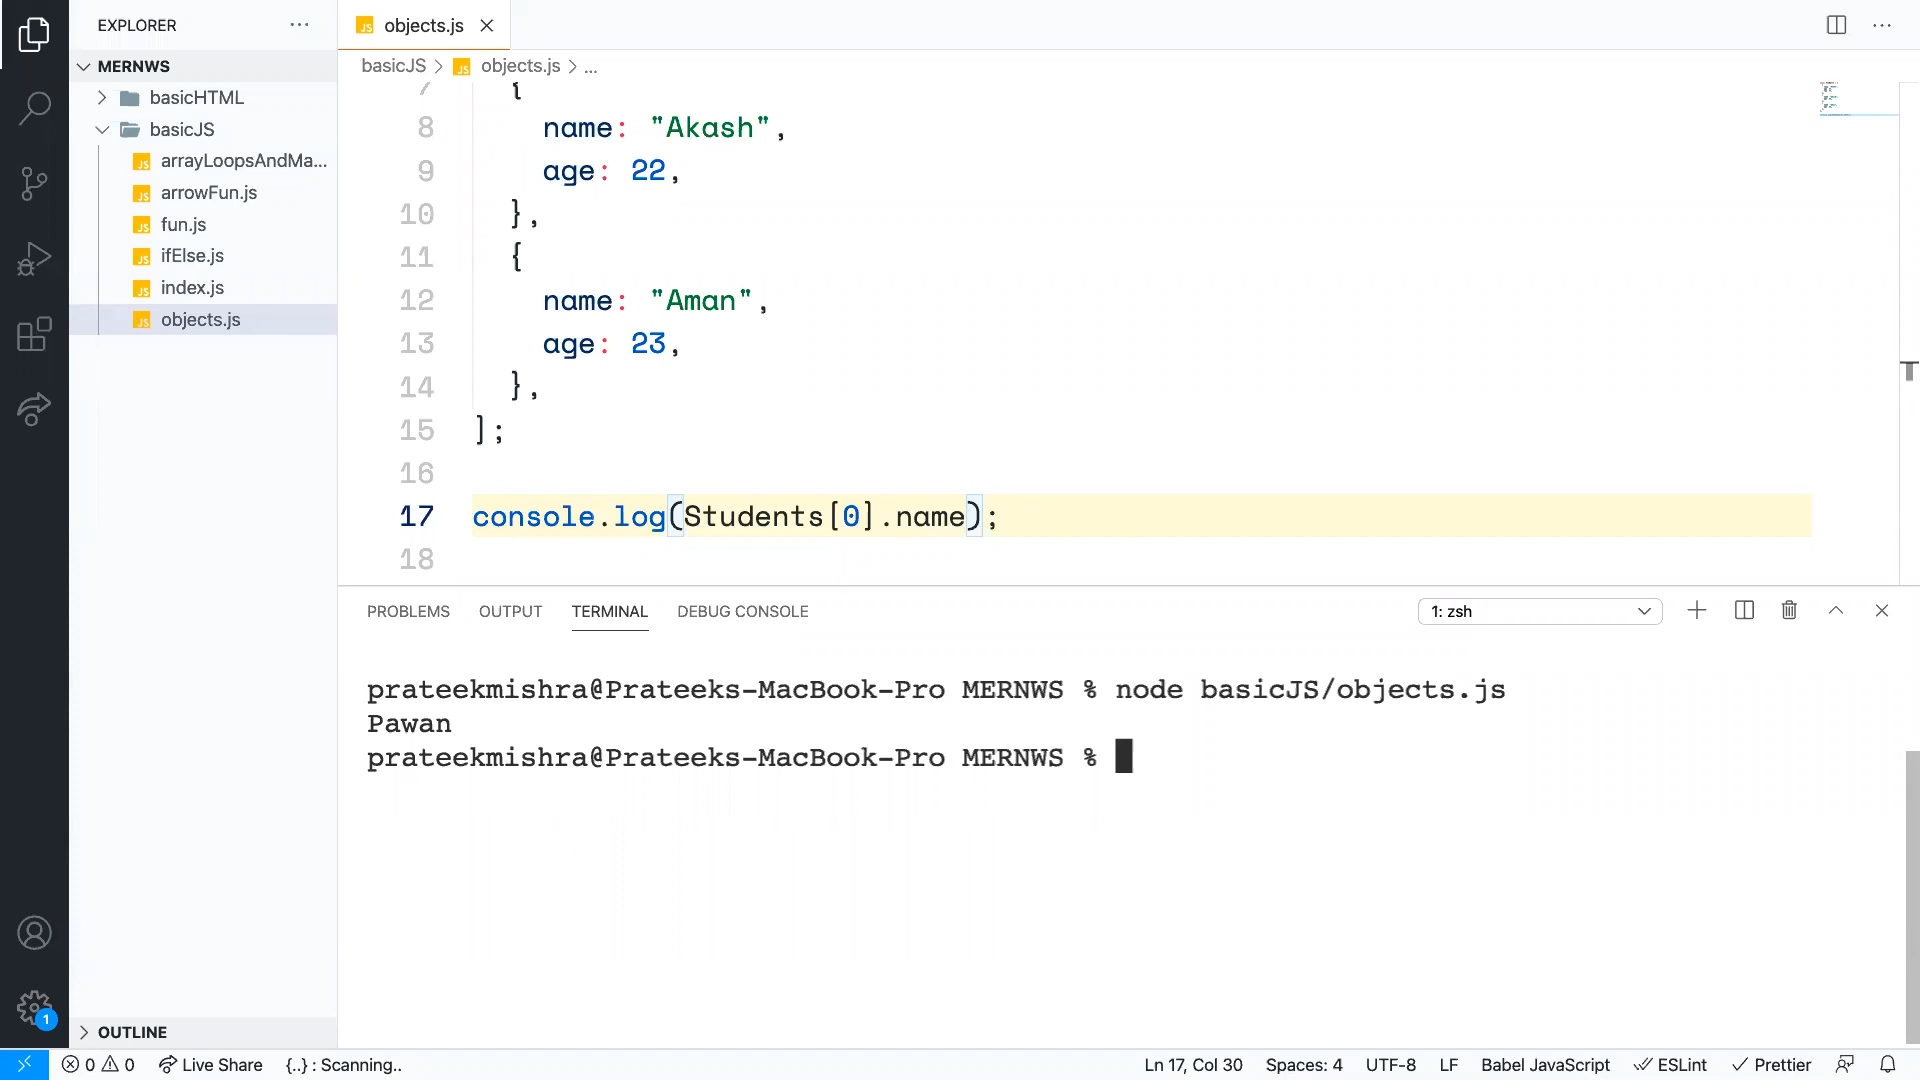 EXPLORER
objects.js
MERNWS
basicHTML
basicJS
arrayLoopsAndMa...
arrowFun.js
fun.js
ifElse.js
index.js
objects.js
OUTLINE
basicJS > objects.js > ...
7 {
8 name: "Akash",
9 age: 22,
10 },
11 {
12 name: "Aman",
13 age: 23,
14 },
15 ];
16
17 console.log(Students[0].name);
18
PROBLEMS OUTPUT TERMINAL DEBUG CONSOLE 1: zsh
prateekmishra@Prateeks-MacBook-Pro MERNWS % node basicJS/objects.js
Pawan
prateekmishra@Prateeks-MacBook-Pro MERNWS %
1
0 0 Live Share {..} : Scanning.. Ln 17, Col 30 Spaces: 4 UTF-8 LF Babel JavaScript ESLint Prettier